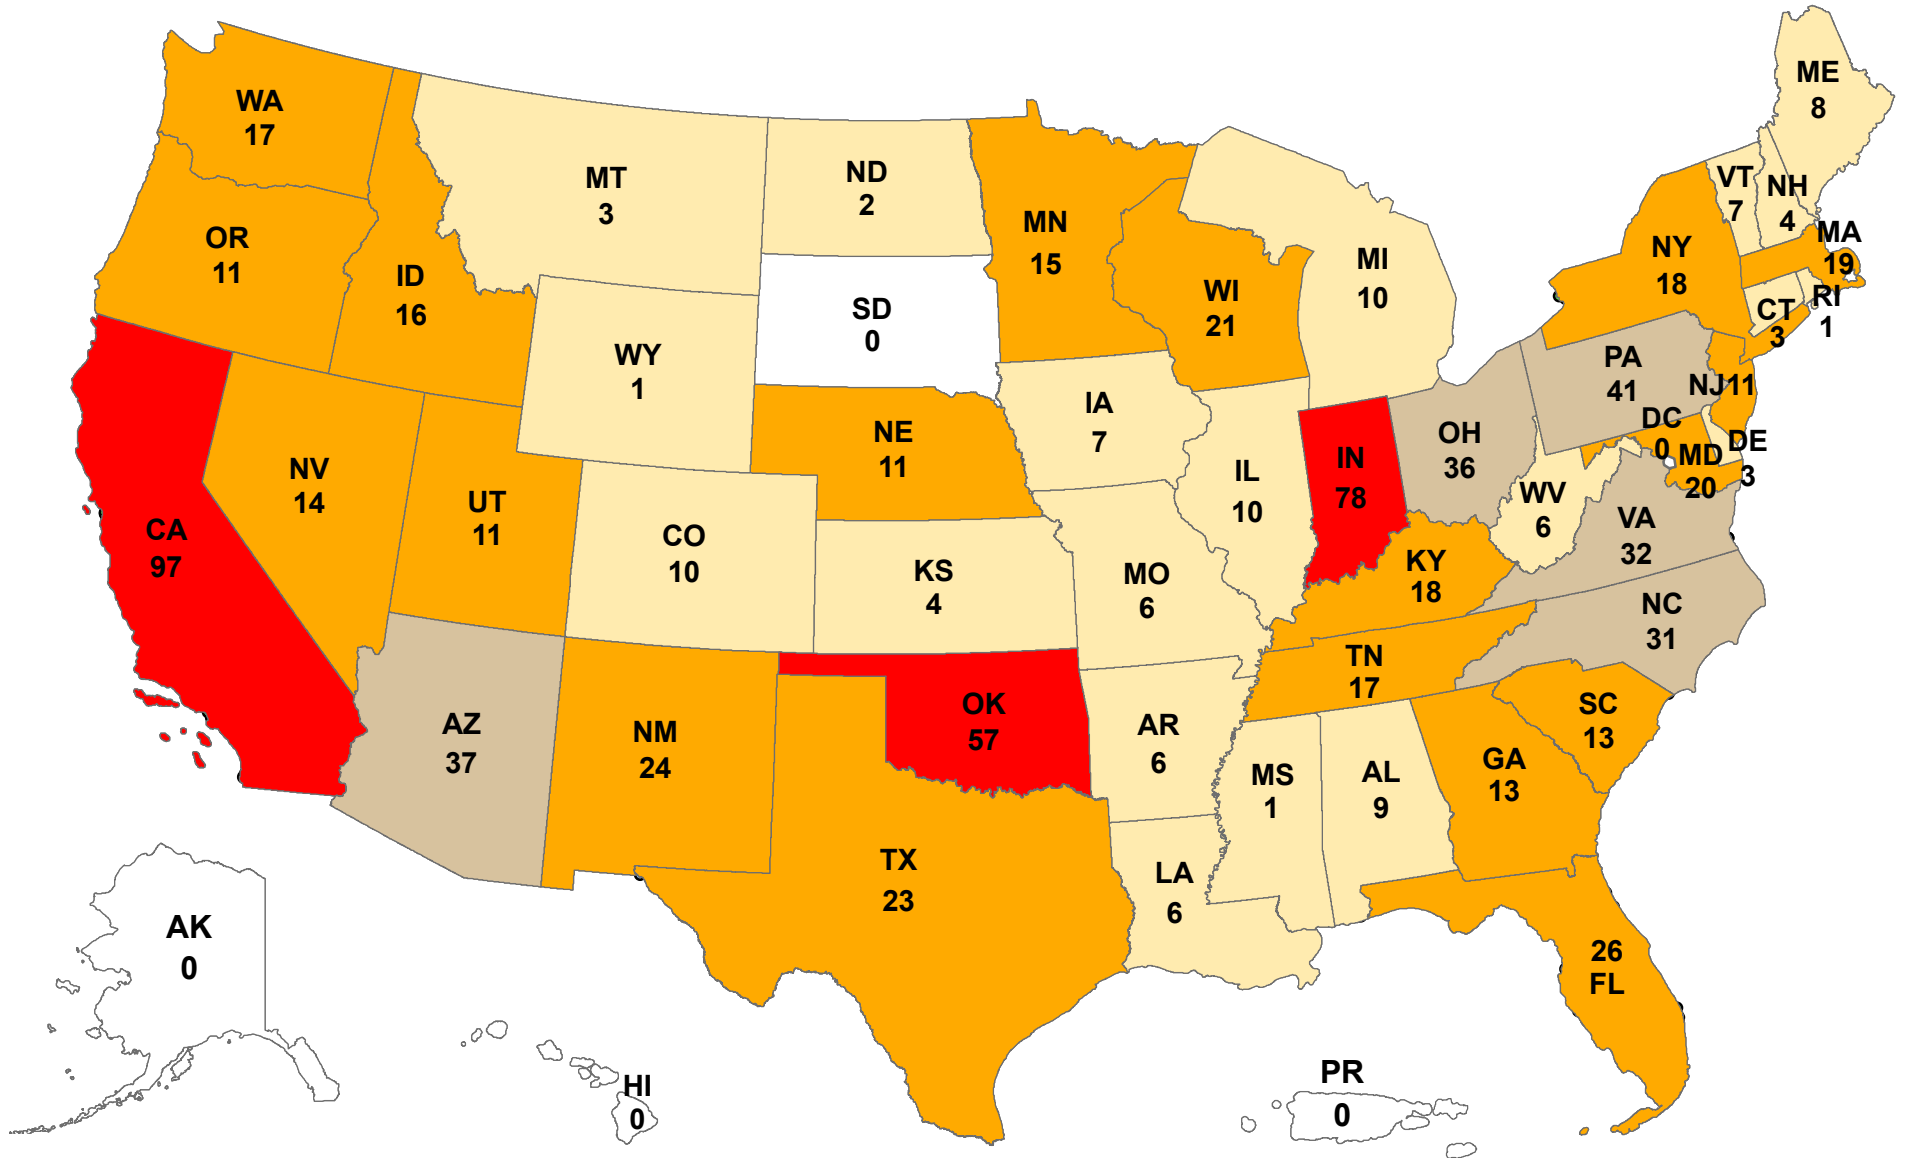 WA
17
OR
11
ID
16
MT
3
ND
2
SD
0
MN
15
WI
21
MI
10
WY
1
NE
11
IA
7
IL
10
IN
78
OH
36
PA
41
NY
18
VT
7
NH
4
ME
8
MA
19
RI
1
CT
3
NJ11
DC
0
MD
20
DE
3
CA
97
NV
14
UT
11
CO
10
KS
4
MO
6
KY
18
WV
6
VA
32
NC
31
TN
17
SC
13
AZ
37
NM
24
OK
57
AR
6
MS
1
AL
9
GA
13
TX
23
LA
6
26
FL
AK
0
HI
0
PR
0